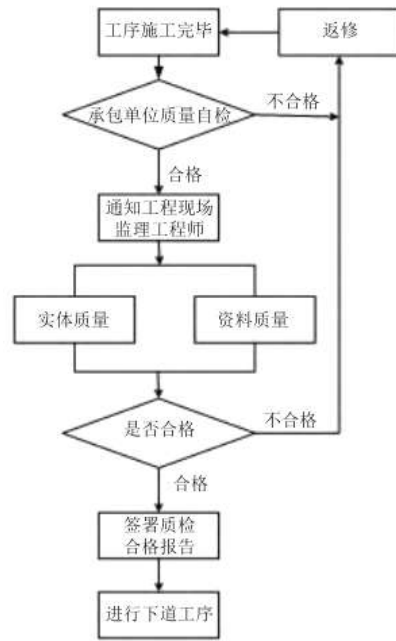 工序施工完毕
返修
承包单位质量自检
不合格
合格
通知工程现场
监理工程师
实体质量
资料质量
是否合格
不合格
合格
签署质检
合格报告
进行下道工序